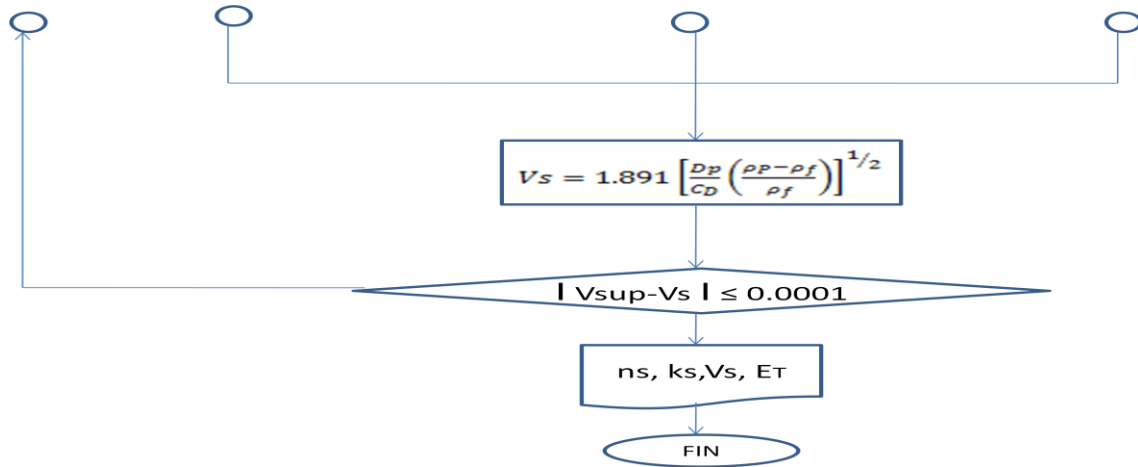 Vs = 1.891 [Dp/CD (ρP−ρf/ρf)]^1/2
| Vsup-Vs | ≤ 0.0001
ns, ks,Vs, ET
FIN